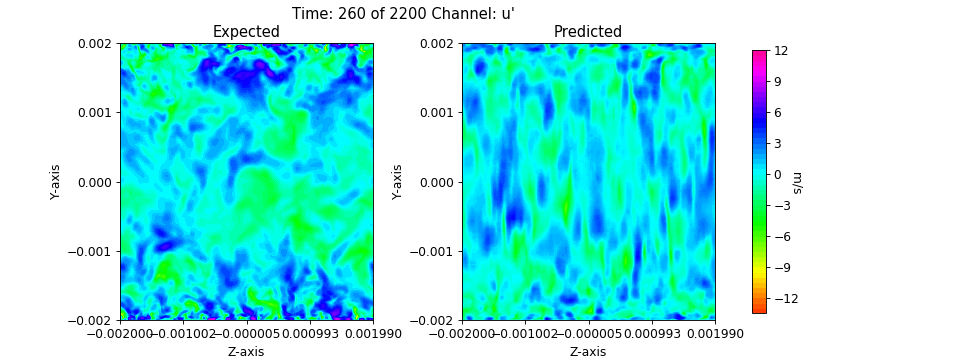 Time: 260 of 2200 Channel: u'
Expected
Predicted
0.002
0.001
0.000
−0.001
−0.002
Y-axis
−0.002000 −0.001002 −0.000005 0.000993 0.001990
Z-axis
0.002
0.001
0.000
−0.001
−0.002
Y-axis
−0.002000 −0.001002 −0.000005 0.000993 0.001990
Z-axis
12
9
6
3
0
−3
−6
−9
−12
m/s